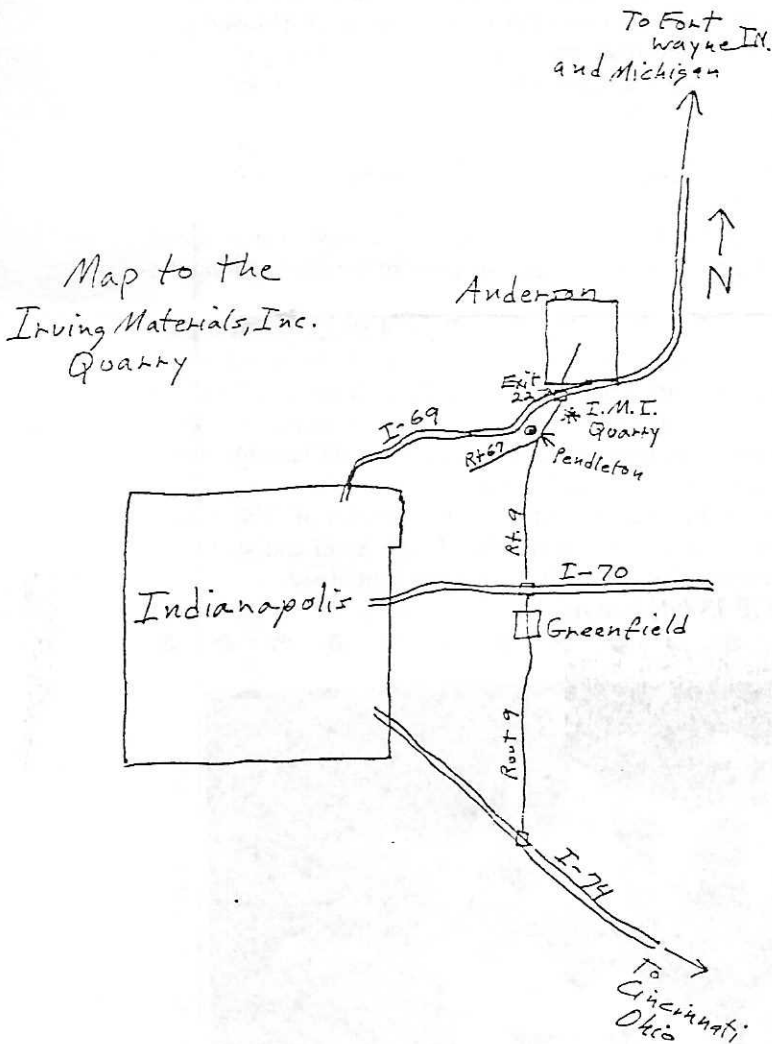 To Fort
Wayne IN.
and Michigan
N
Map to the
Irving Materials, Inc.
Quarry
Anderson
Exit
22
I.M.I.
Quarry
I-69
Rt 67
Pendleton
Rt. 9
I-70
Indianapolis
Greenfield
Rout 9
I-74
To
Cincinnati
Ohio